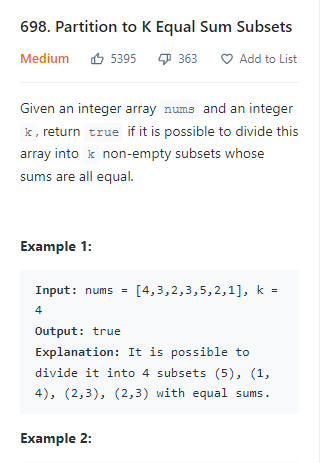 698. Partition to K Equal Sum Subsets
Medium 5395 363 Add to List
Given an integer array nums and an integer
k, return true if it is possible to divide this
array into k non-empty subsets whose
sums are all equal.
Example 1:
Input: nums = [4,3,2,3,5,2,1], k =
4
Output: true
Explanation: It is possible to
divide it into 4 subsets (5), (1,
4), (2,3), (2,3) with equal sums.
Example 2: